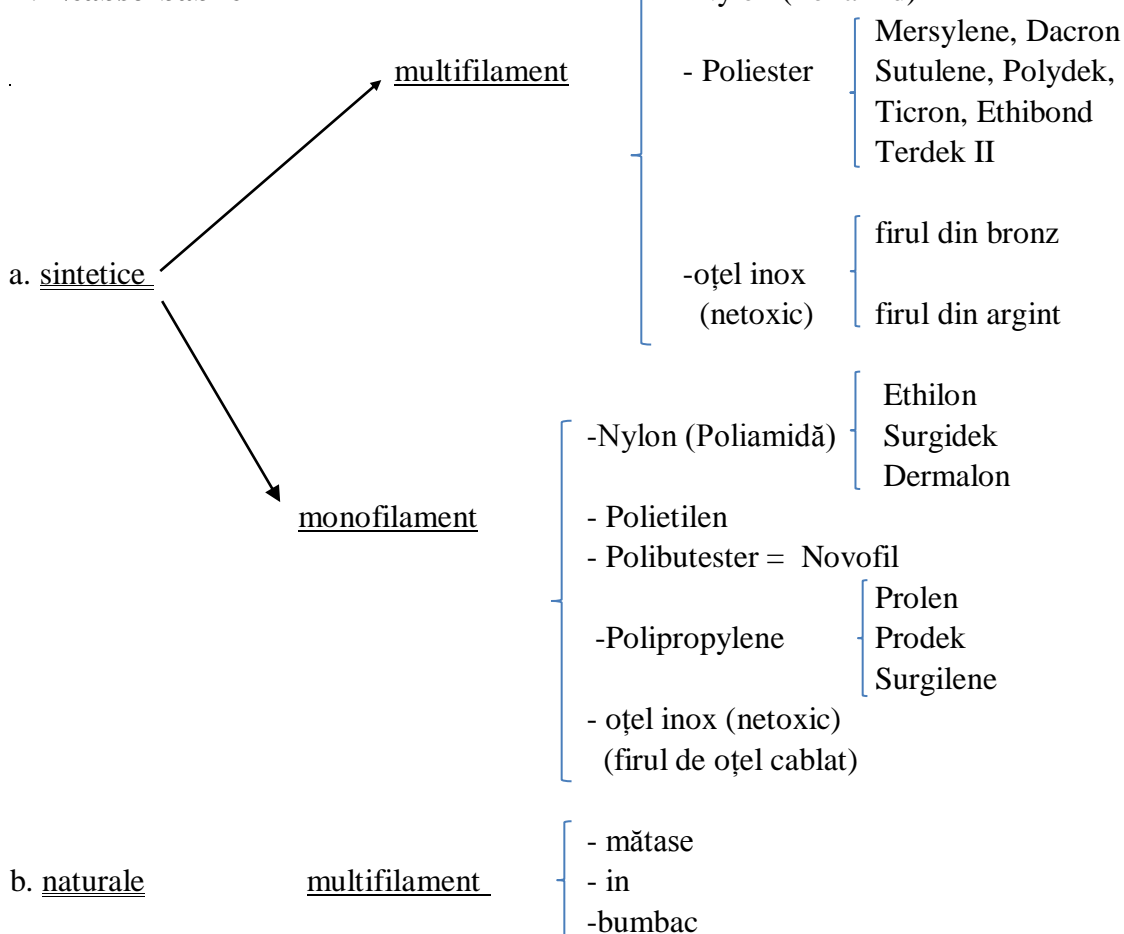 Mersylene, Dacron
multifilament - Poliester Sutulene, Polydek,
Ticron, Ethibond
Terdek II
firul din bronz
a. sintetice -oțel inox
(netoxic) firul din argint
Ethilon
-Nylon (Poliamidă) Surgidek
Dermalon
monofilament - Polietilen
- Polibutester = Novofil
Prolen
-Polipropylene Prodek
Surgilene
- oțel inox (netoxic)
(firul de oțel cablat)
- mătase
b. naturale multifilament - in
-bumbac